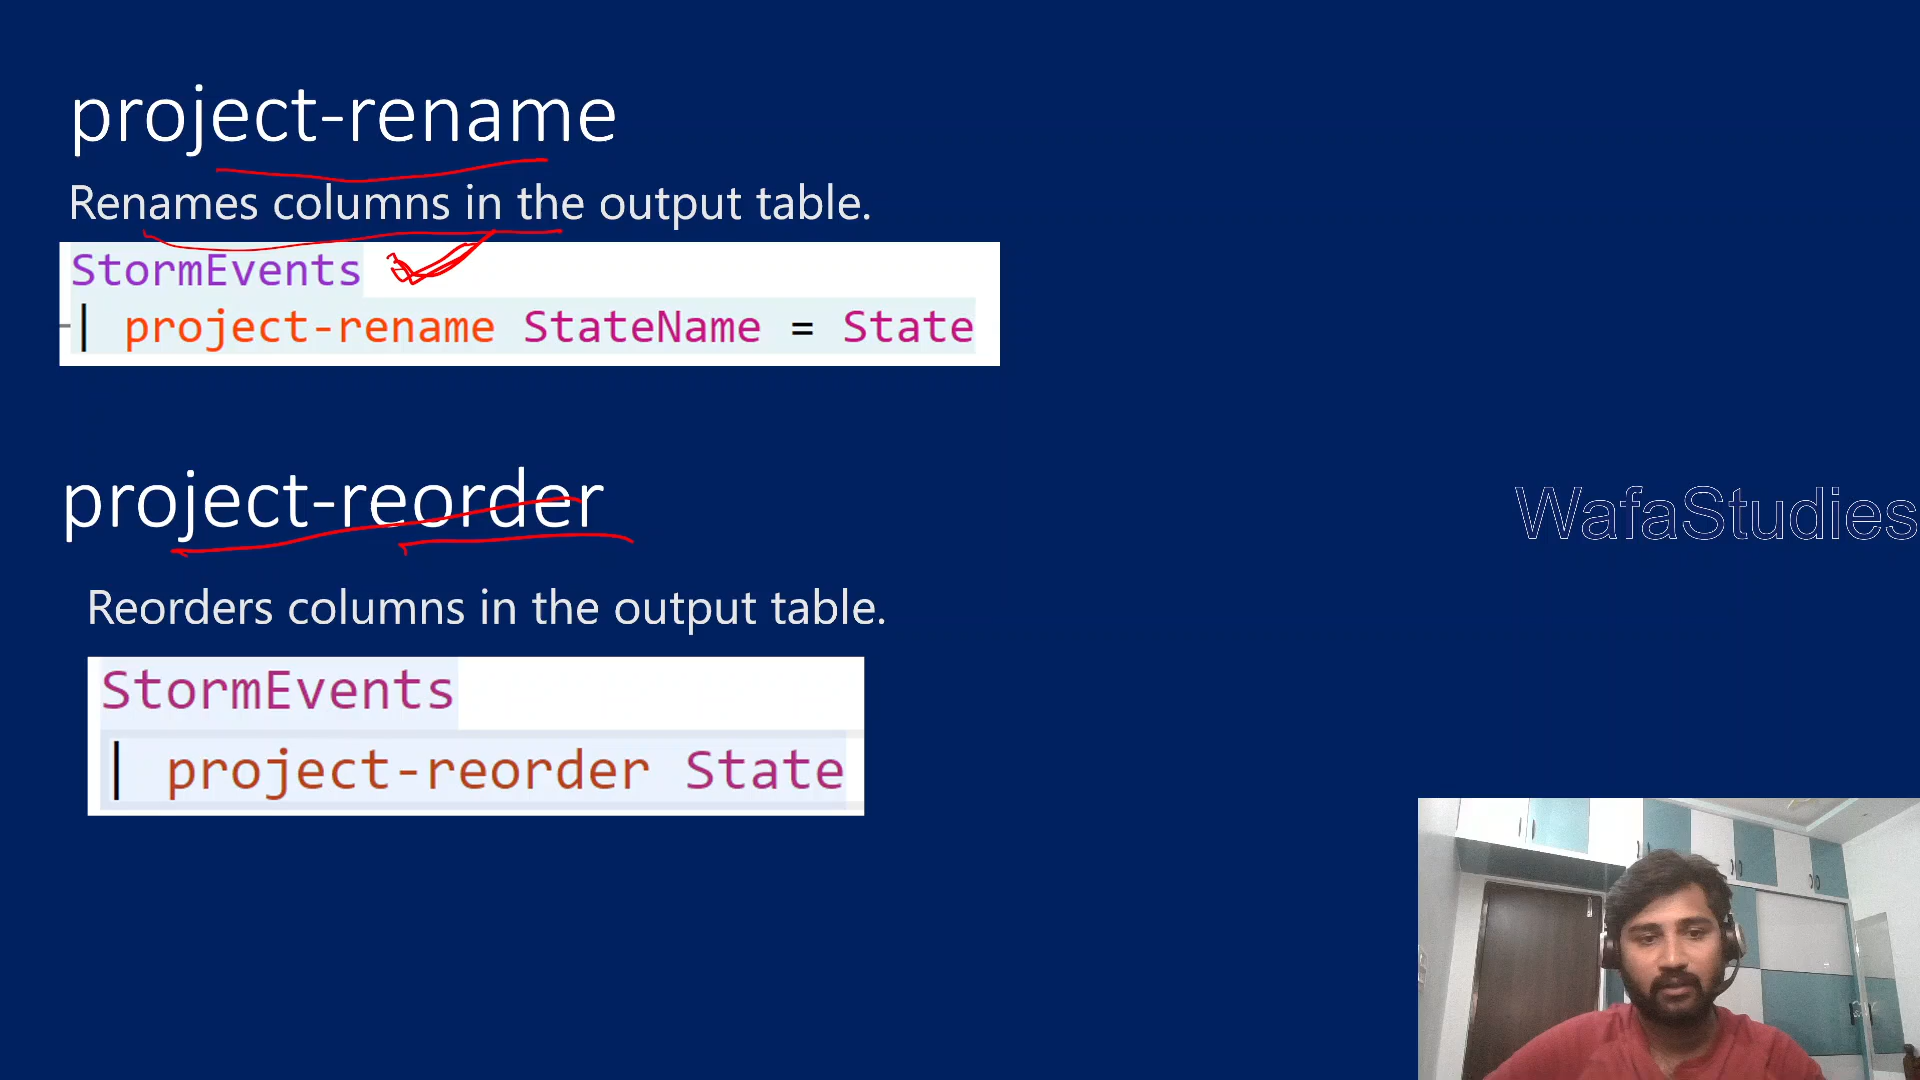 project-rename
Renames columns in the output table.
StormEvents
| project-rename StateName = State
project-reorder
Reorders columns in the output table.
StormEvents
| project-reorder State
WafaStudies